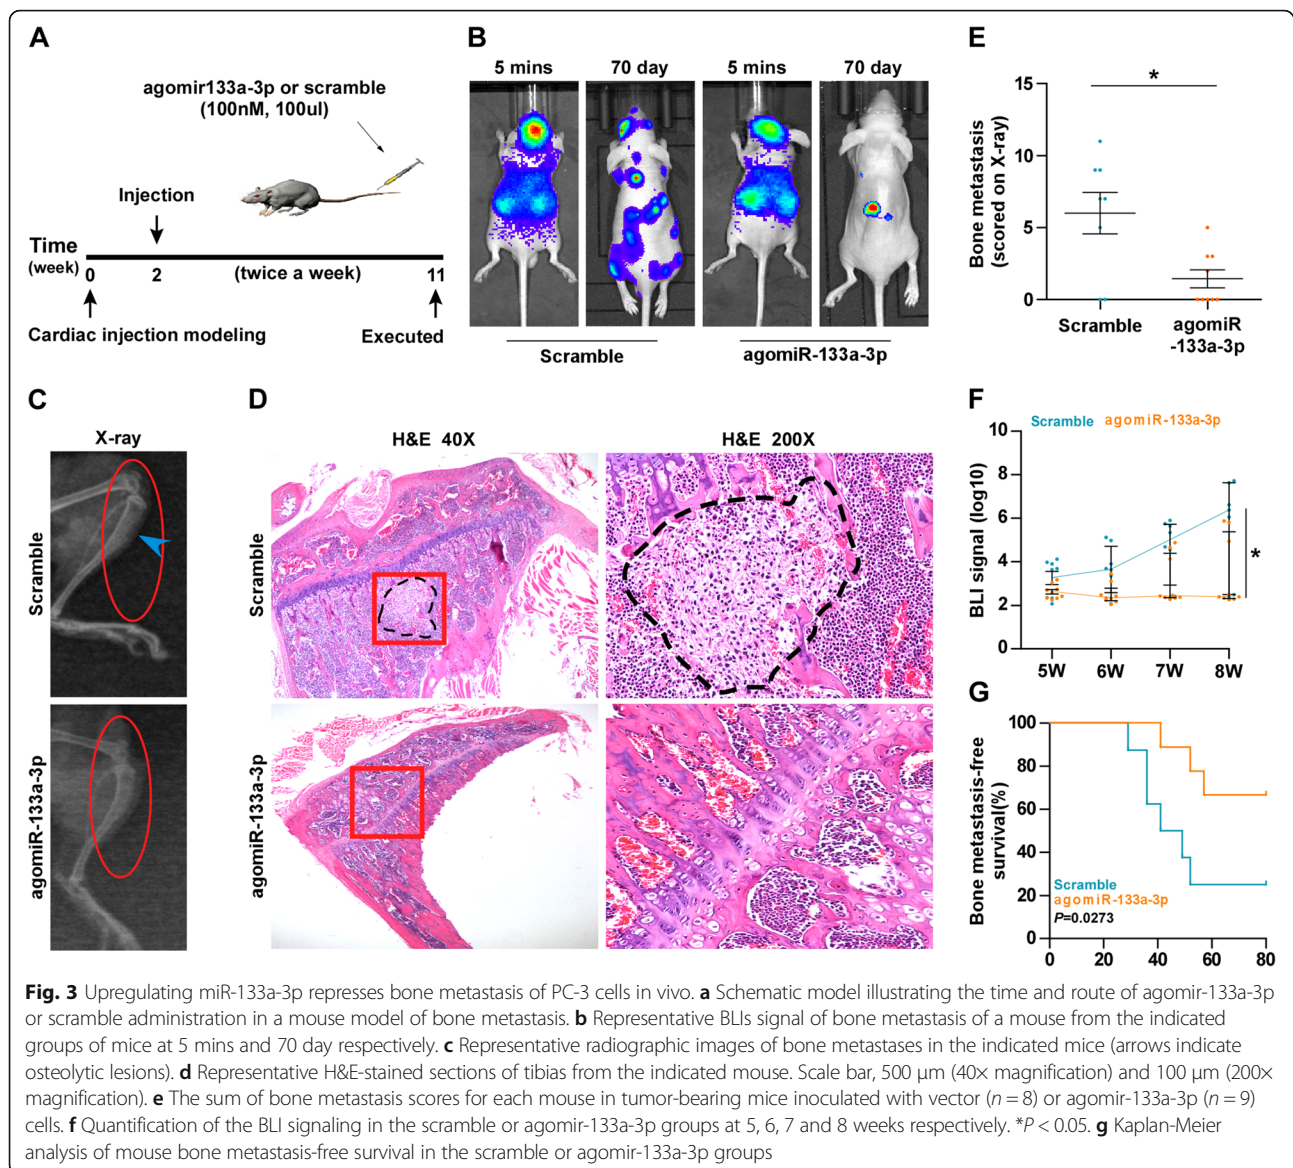 A
agomir133a-3p or scramble
(100nM, 100ul)
Injection
Time
(week)
0
2
(twice a week)
11
Cardiac injection modeling
Executed
B
5 mins
70 day
5 mins
70 day
Scramble
agomiR-133a-3p
E
Bone metastasis
(scored on X-ray)
15
10
5
0
*
Scramble
agomiR
-133a-3p
C
X-ray
Scramble
agomiR-133a-3p
D
H&E 40X
H&E 200X
Scramble
agomiR-133a-3p
F
Scramble agomiR-133a-3p
BLI signal (log10)
10
8
6
4
2
0
*
5W
6W
7W
8W
G
Bone metastasis-free
survival(%)
100
80
60
40
20
0
Scramble
agomiR-133a-3p
P=0.0273
0
20
40
60
80
Fig. 3 Upregulating miR-133a-3p represses bone metastasis of PC-3 cells in vivo. a Schematic model illustrating the time and route of agomir-133a-3p
or scramble administration in a mouse model of bone metastasis. b Representative BLIs signal of bone metastasis of a mouse from the indicated
groups of mice at 5 mins and 70 day respectively. c Representative radiographic images of bone metastases in the indicated mice (arrows indicate
osteolytic lesions). d Representative H&E-stained sections of tibias from the indicated mouse. Scale bar, 500 μm (40× magnification) and 100 μm (200×
magnification). e The sum of bone metastasis scores for each mouse in tumor-bearing mice inoculated with vector (n = 8) or agomir-133a-3p (n = 9)
cells. f Quantification of the BLI signaling in the scramble or agomir-133a-3p groups at 5, 6, 7 and 8 weeks respectively. *P < 0.05. g Kaplan-Meier
analysis of mouse bone metastasis-free survival in the scramble or agomir-133a-3p groups